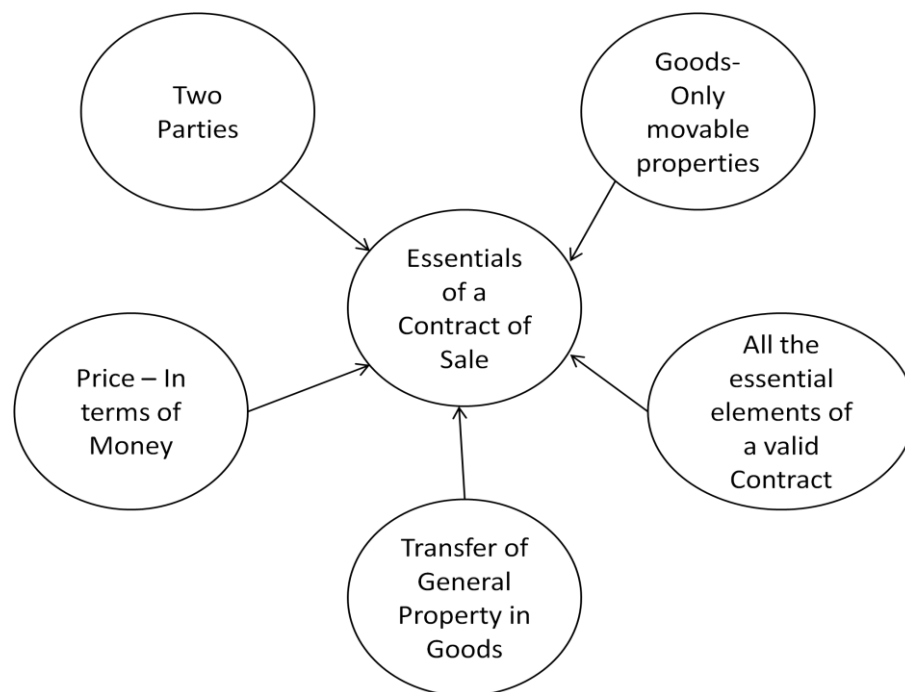 Two
Parties
Goods-
Only
movable
properties
Essentials
of a
Contract of
Sale
Price – In
terms of
Money
All the
essential
elements of
a valid
Contract
Transfer of
General
Property in
Goods